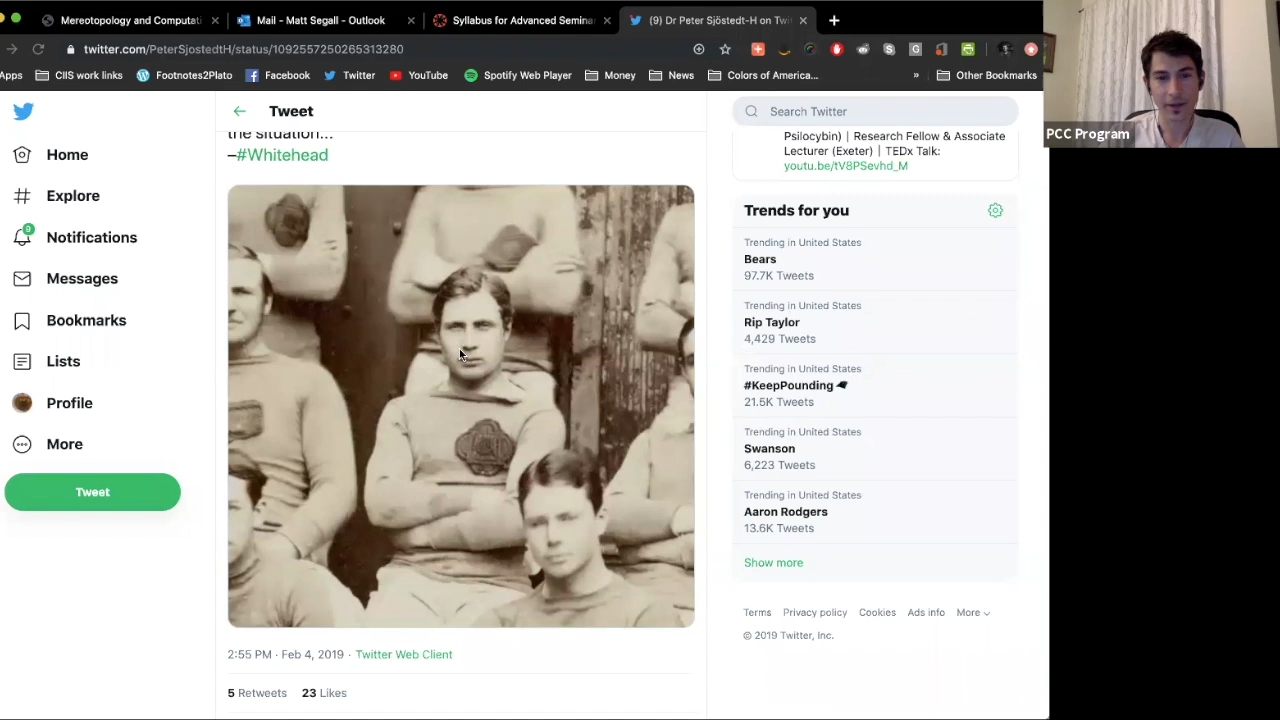 Mereotopology and Computati
Mail - Matt Segall - Outlook
Syllabus for Advanced Semina
(9) Dr Peter Sjöstedt-H on Twi
twitter.com/PeterSjostedtH/status/1092557250265313280
Apps
CIIS work links
Footnotes2Plato
Facebook
Twitter
YouTube
Spotify Web Player
Money
News
Colors of America...
»
Other Bookmarks
PCC Program
Home
Explore
9
Notifications
Messages
Bookmarks
Lists
Profile
More
Tweet
Tweet
the situation...
–#Whitehead
2:55 PM · Feb 4, 2019 · Twitter Web Client
5 Retweets 23 Likes
Search Twitter
Psilocybin) | Research Fellow & Associate
Lecturer (Exeter) | TEDx Talk:
youtu.be/tV8PSevhd_M
Trends for you
Trending in United States
Bears
97.7K Tweets
Trending in United States
Rip Taylor
4,429 Tweets
Trending in United States
#KeepPounding
21.5K Tweets
Trending in United States
Swanson
6,223 Tweets
Trending in United States
Aaron Rodgers
13.6K Tweets
Show more
Terms Privacy policy Cookies Ads info More
© 2019 Twitter, Inc.